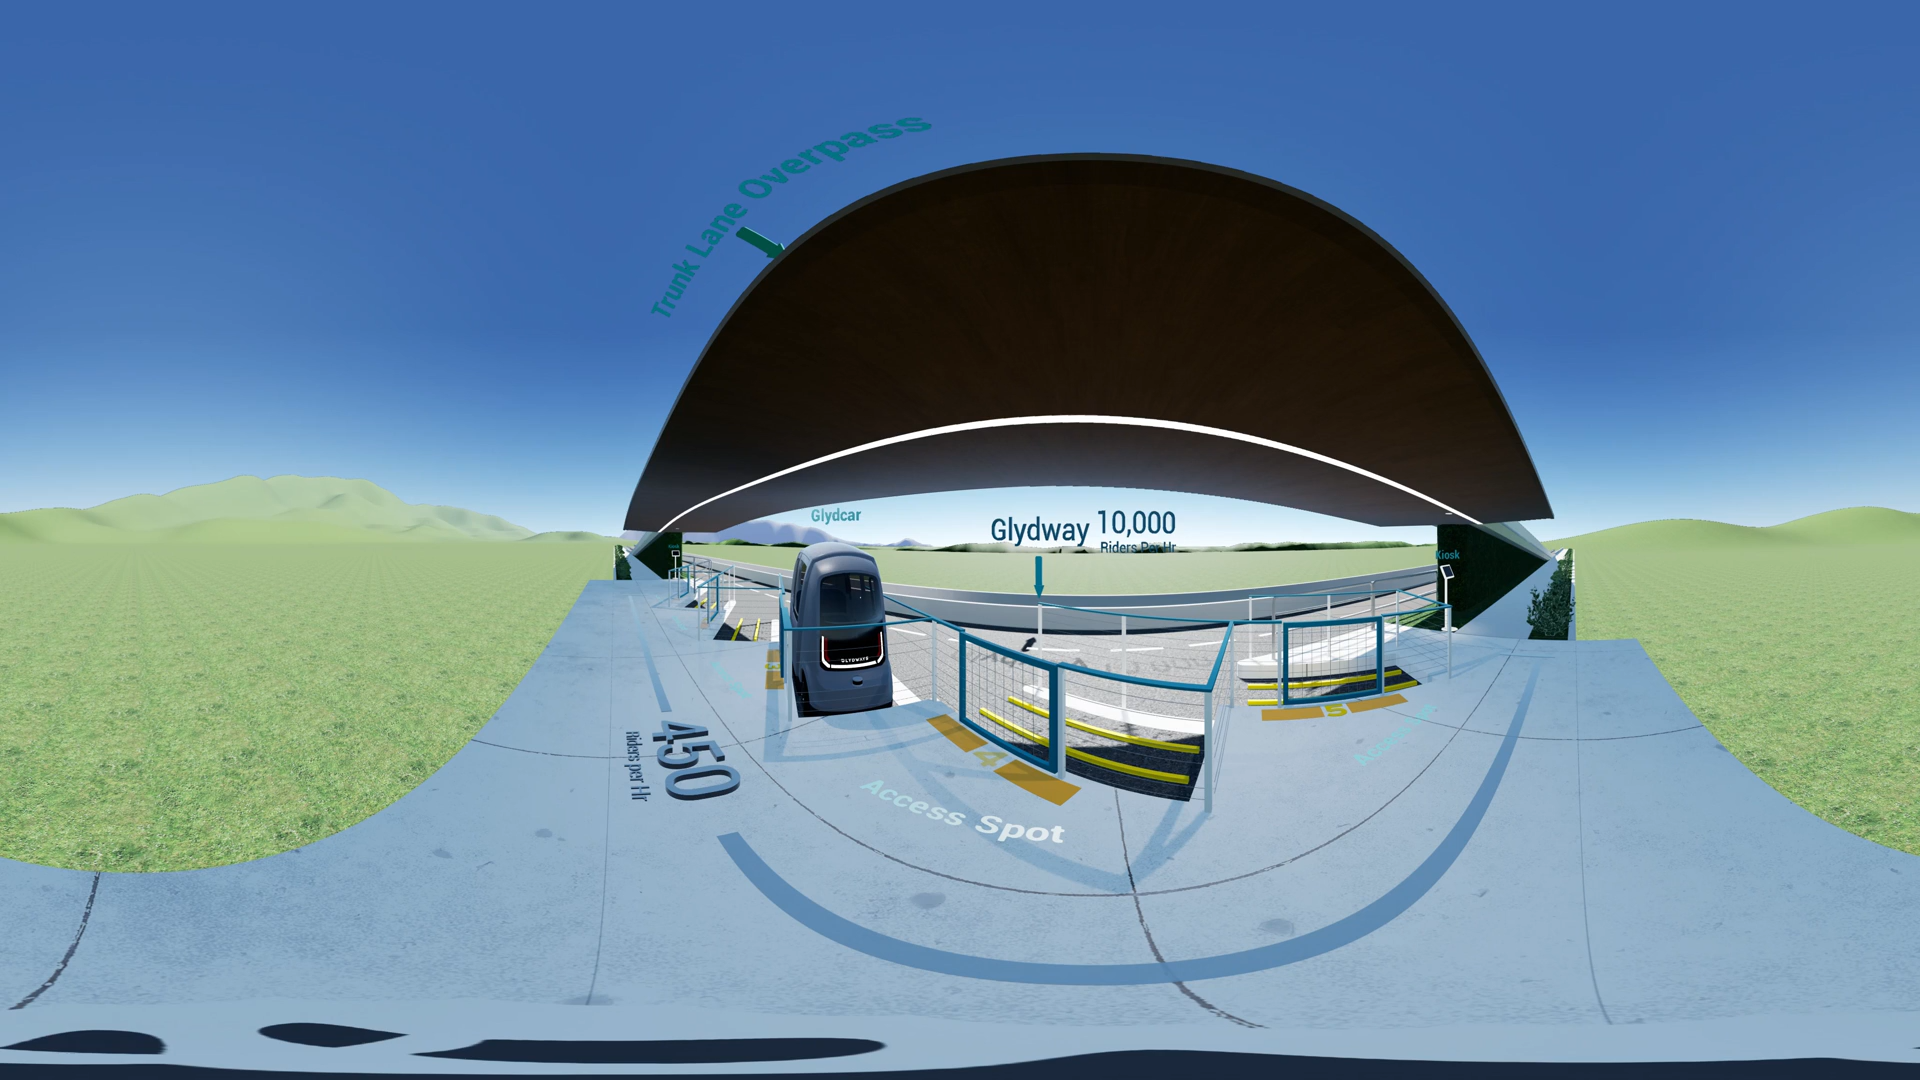 Trunk Lane Overpass
Glydcar
Glydway 10,000
Riders Per Hr
Kiosk
GLYDWAYS
450
Riders per Hr
4
5
Access Spot